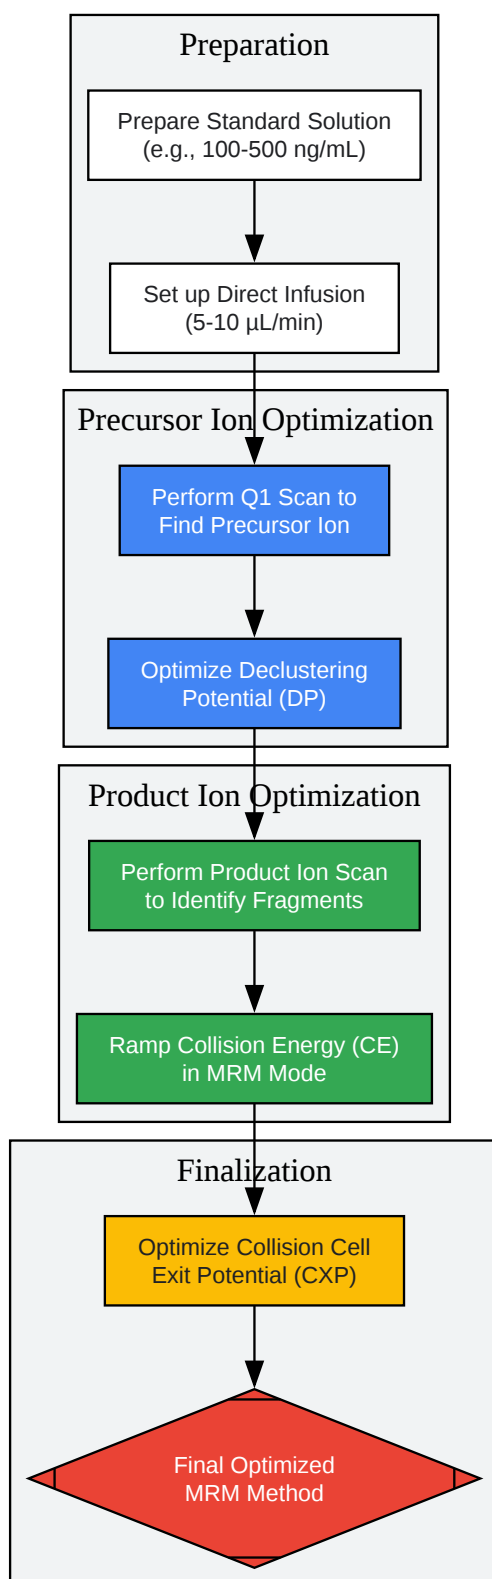 Preparation
Prepare Standard Solution
(e.g., 100-500 ng/mL)
Set up Direct Infusion
(5-10 µL/min)
Precursor Ion Optimization
Perform Q1 Scan to
Find Precursor Ion
Optimize Declustering
Potential (DP)
Product Ion Optimization
Perform Product Ion Scan
to Identify Fragments
Ramp Collision Energy (CE)
in MRM Mode
Finalization
Optimize Collision Cell
Exit Potential (CXP)
Final Optimized
MRM Method